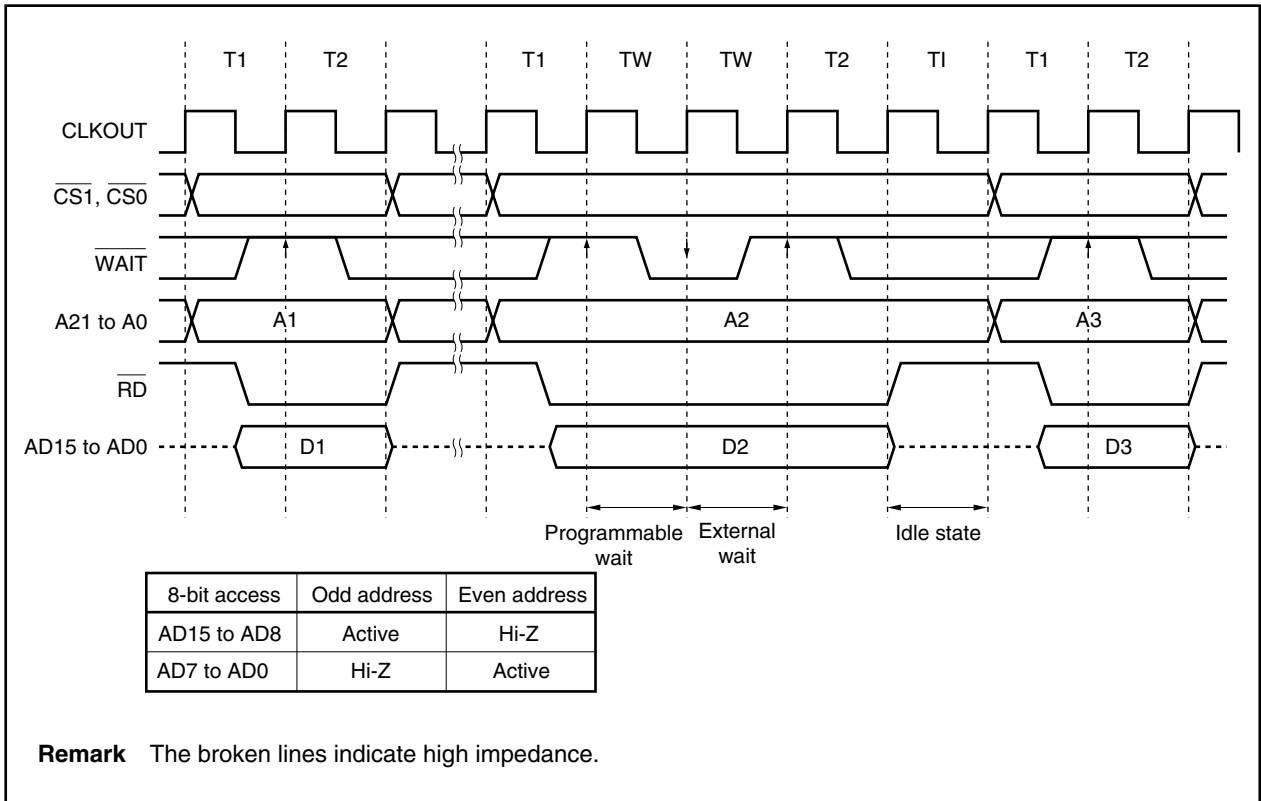 T1 T2 T1 TW TW T2 TI T1 T2
CLKOUT
CS1, CS0
WAIT
A21 to A0 A1 A2 A3
RD
AD15 to AD0 D1 D2 D3
Programmable wait
External wait
Idle state
8-bit access Odd address Even address
AD15 to AD8 Active Hi-Z
AD7 to AD0 Hi-Z Active
Remark The broken lines indicate high impedance.